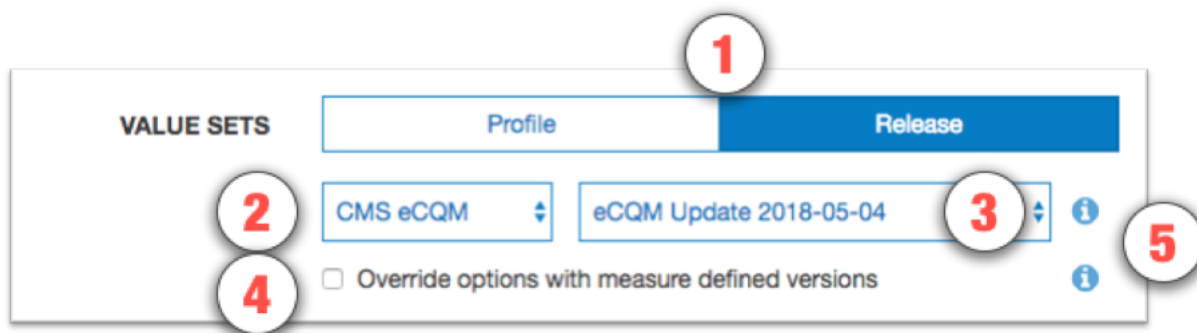 1
VALUE SETS Profile Release
2 CMS eCQM eCQM Update 2018-05-04 3
5
4 Override options with measure defined versions